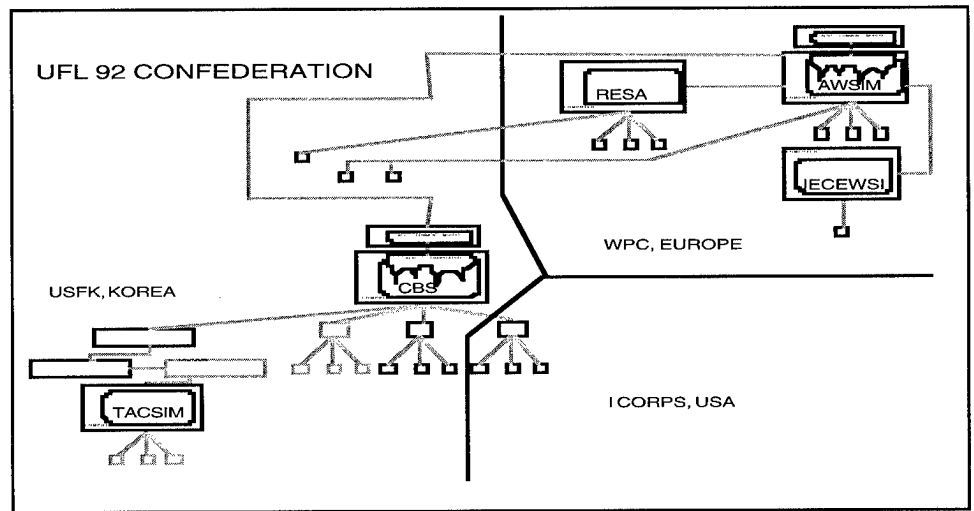 UFL 92 CONFEDERATION
RESA
AWSIM
IECEWSI
WPC, EUROPE
CBS
USFK, KOREA
I CORPS, USA
TACSIM